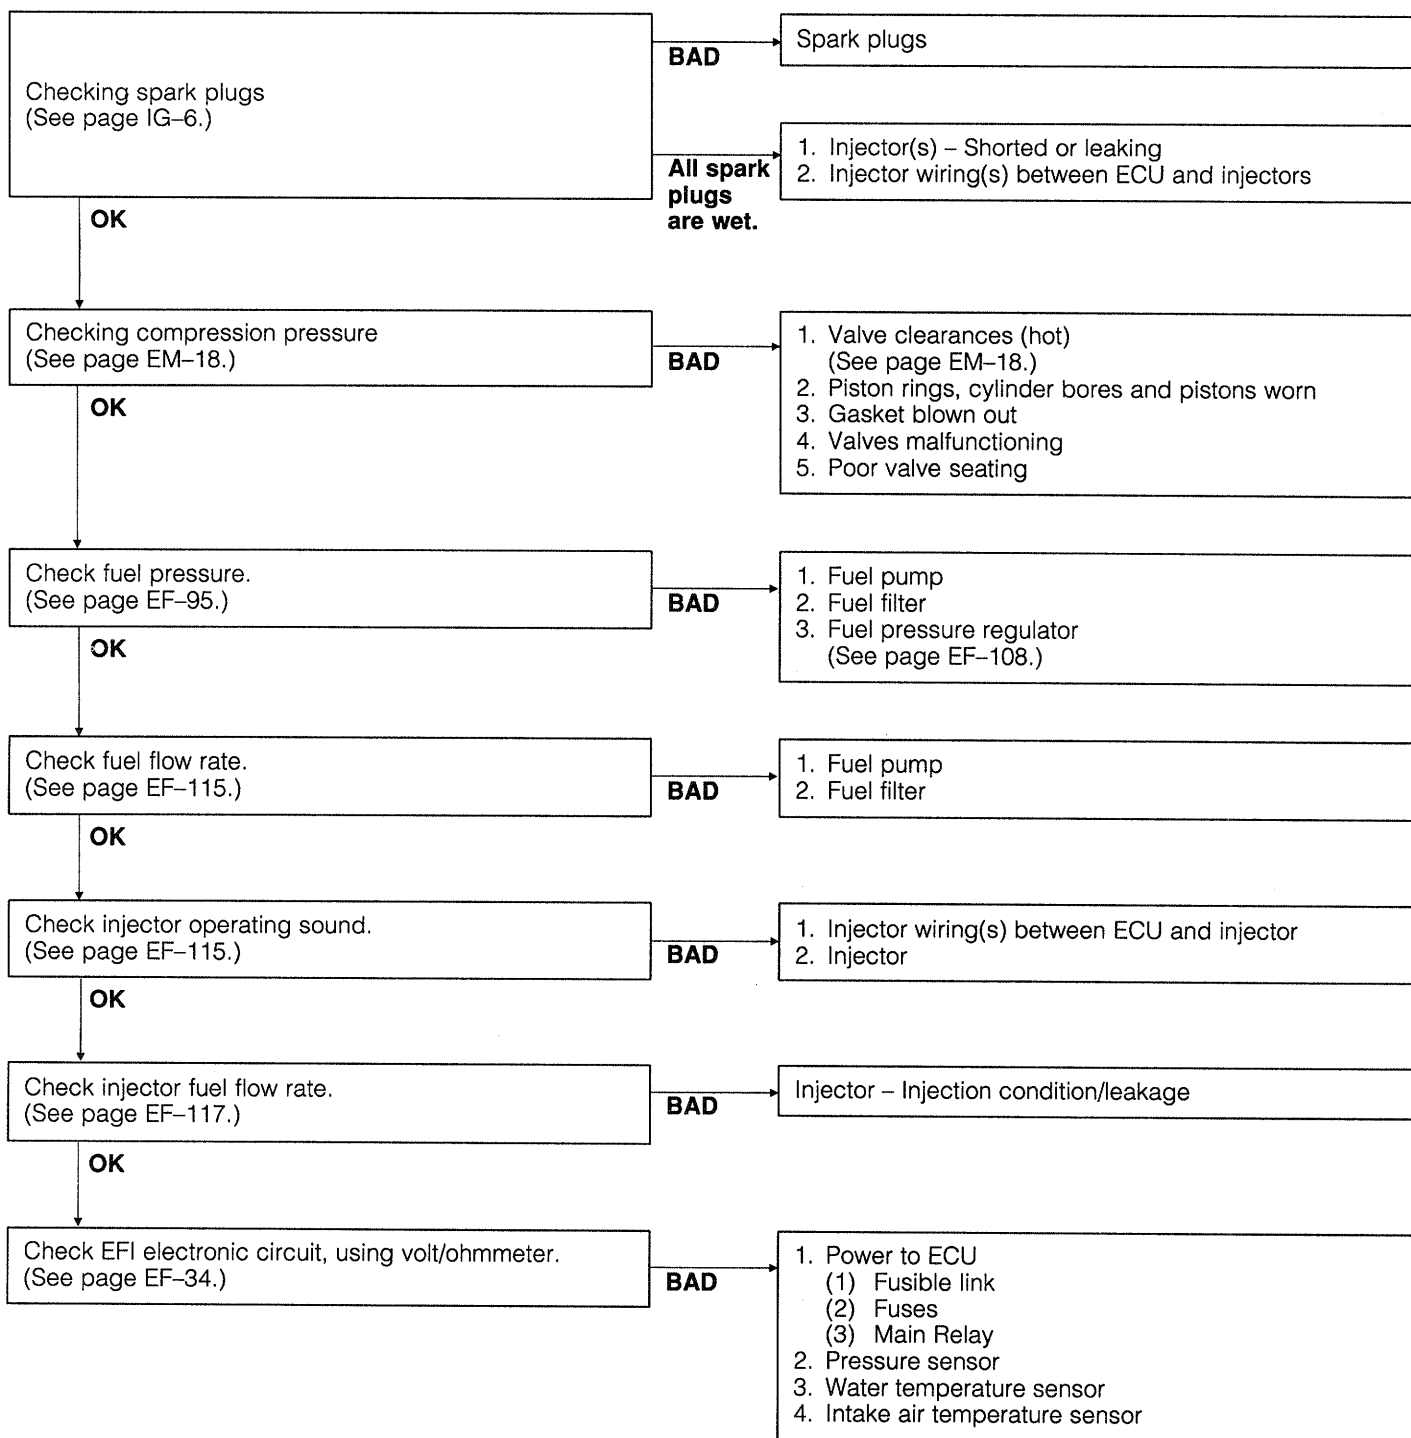 Checking spark plugs
(See page IG–6.)
BAD
Spark plugs
All spark
plugs
are wet.
1. Injector(s) – Shorted or leaking
2. Injector wiring(s) between ECU and injectors
OK
Checking compression pressure
(See page EM–18.)
BAD
1. Valve clearances (hot)
(See page EM–18.)
2. Piston rings, cylinder bores and pistons worn
3. Gasket blown out
4. Valves malfunctioning
5. Poor valve seating
OK
Check fuel pressure.
(See page EF–95.)
BAD
1. Fuel pump
2. Fuel filter
3. Fuel pressure regulator
(See page EF–108.)
OK
Check fuel flow rate.
(See page EF–115.)
BAD
1. Fuel pump
2. Fuel filter
OK
Check injector operating sound.
(See page EF–115.)
BAD
1. Injector wiring(s) between ECU and injector
2. Injector
OK
Check injector fuel flow rate.
(See page EF–117.)
BAD
Injector – Injection condition/leakage
OK
Check EFI electronic circuit, using volt/ohmmeter.
(See page EF–34.)
BAD
1. Power to ECU
(1) Fusible link
(2) Fuses
(3) Main Relay
2. Pressure sensor
3. Water temperature sensor
4. Intake air temperature sensor